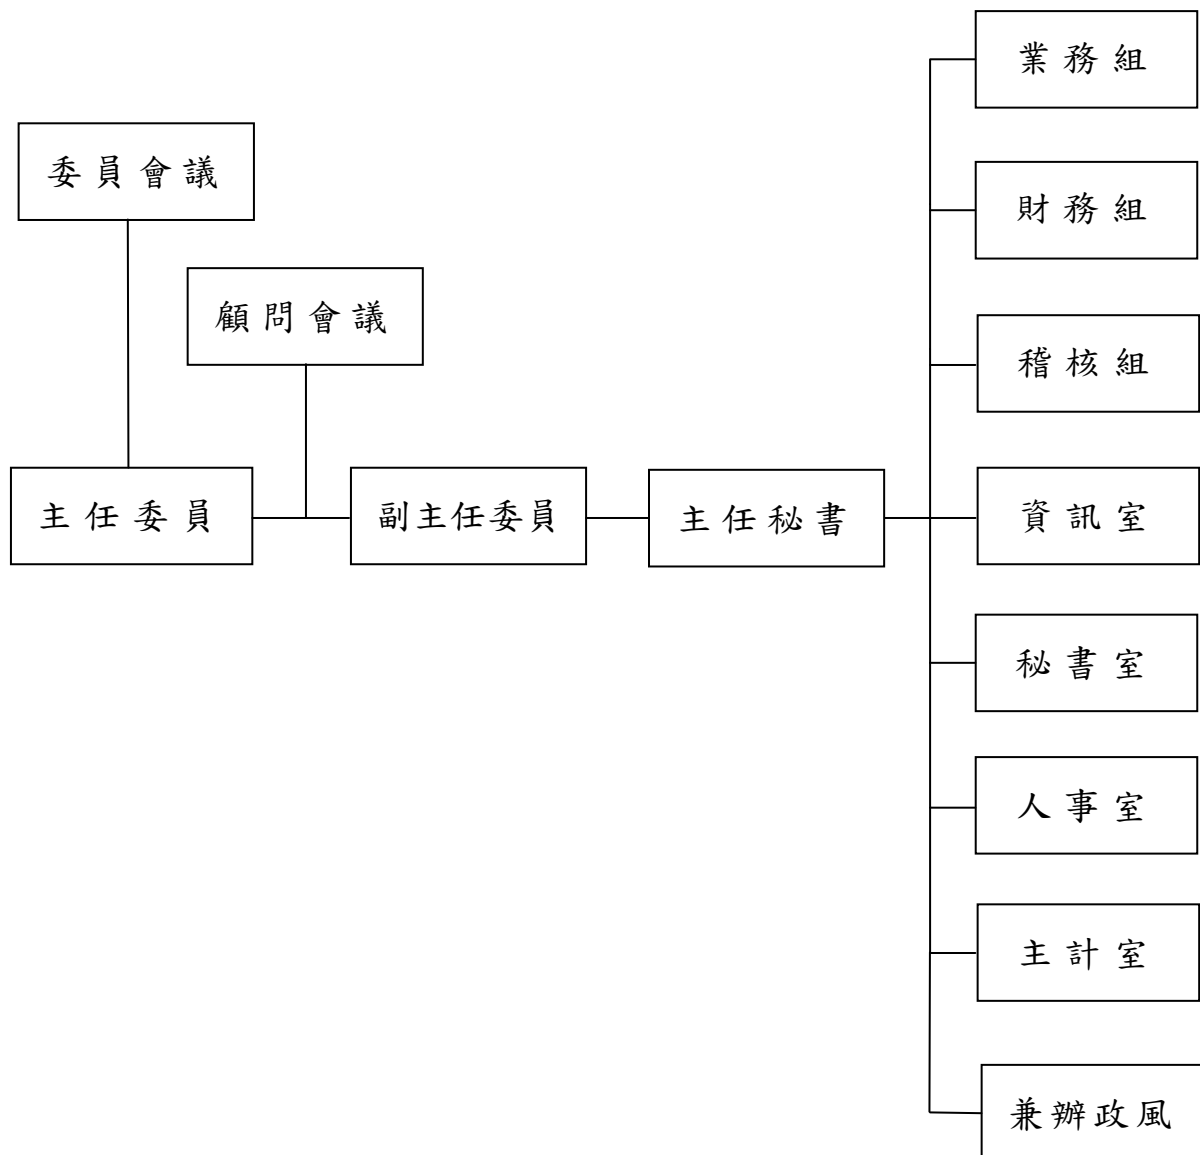 委員會議
顧問會議
主任委員
副主任委員
主任秘書
業務組
財務組
稽核組
資訊室
秘書室
人事室
主計室
兼辦政風